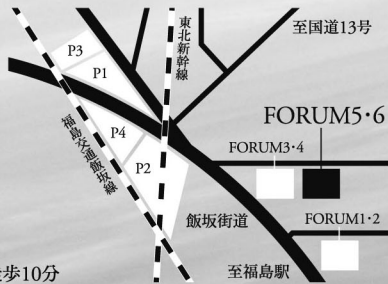 東北新幹線
至国道13号
P3
P1
FORUM5・6
福島交通飯坂線
P4
FORUM3・4
P2
飯坂街道
FORUM1・2
歩10分
至福島駅